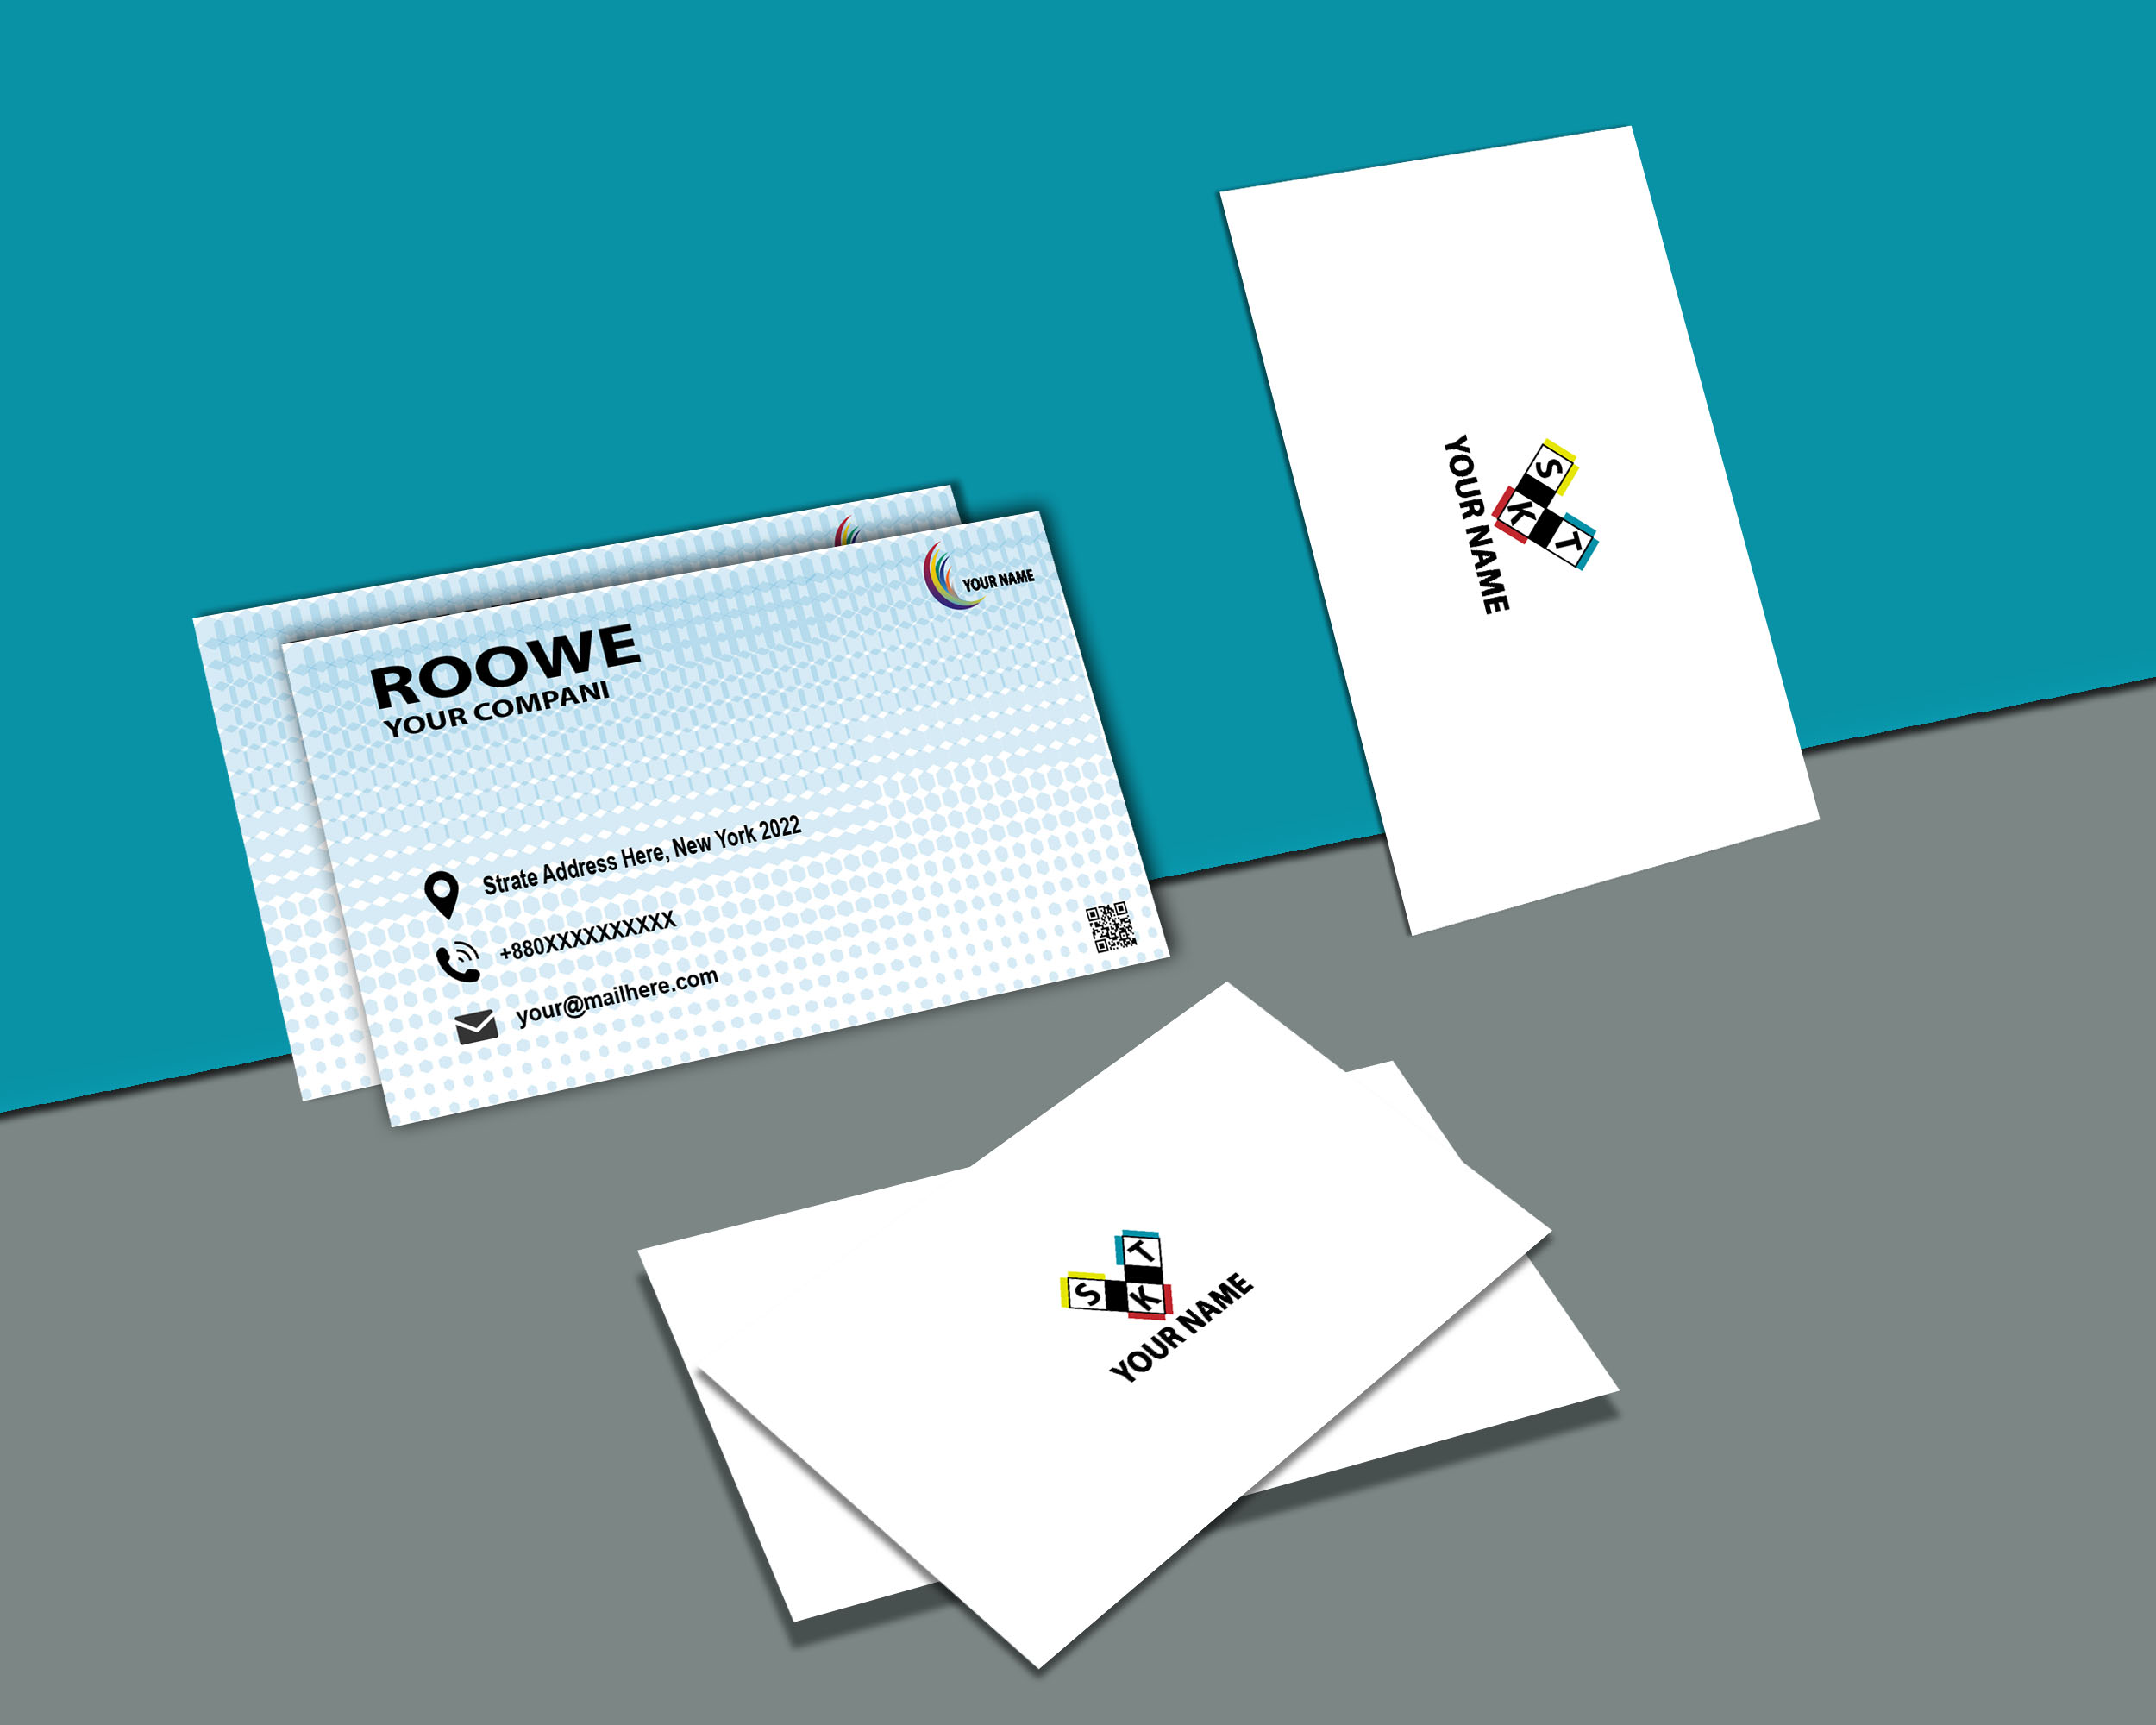 YOUR NAME
ROOWE
YOUR COMPANI
Strate Address Here, New York 2022
+880XXXXXXXXXX
your@mailhere.com
S
K
T
YOUR NAME
T
S
K
YOUR NAME